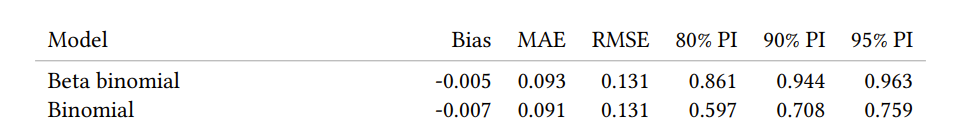 Model Bias MAE RMSE 80% PI 90% PI 95% PI
Beta binomial -0.005 0.093 0.131 0.861 0.944 0.963
Binomial -0.007 0.091 0.131 0.597 0.708 0.759